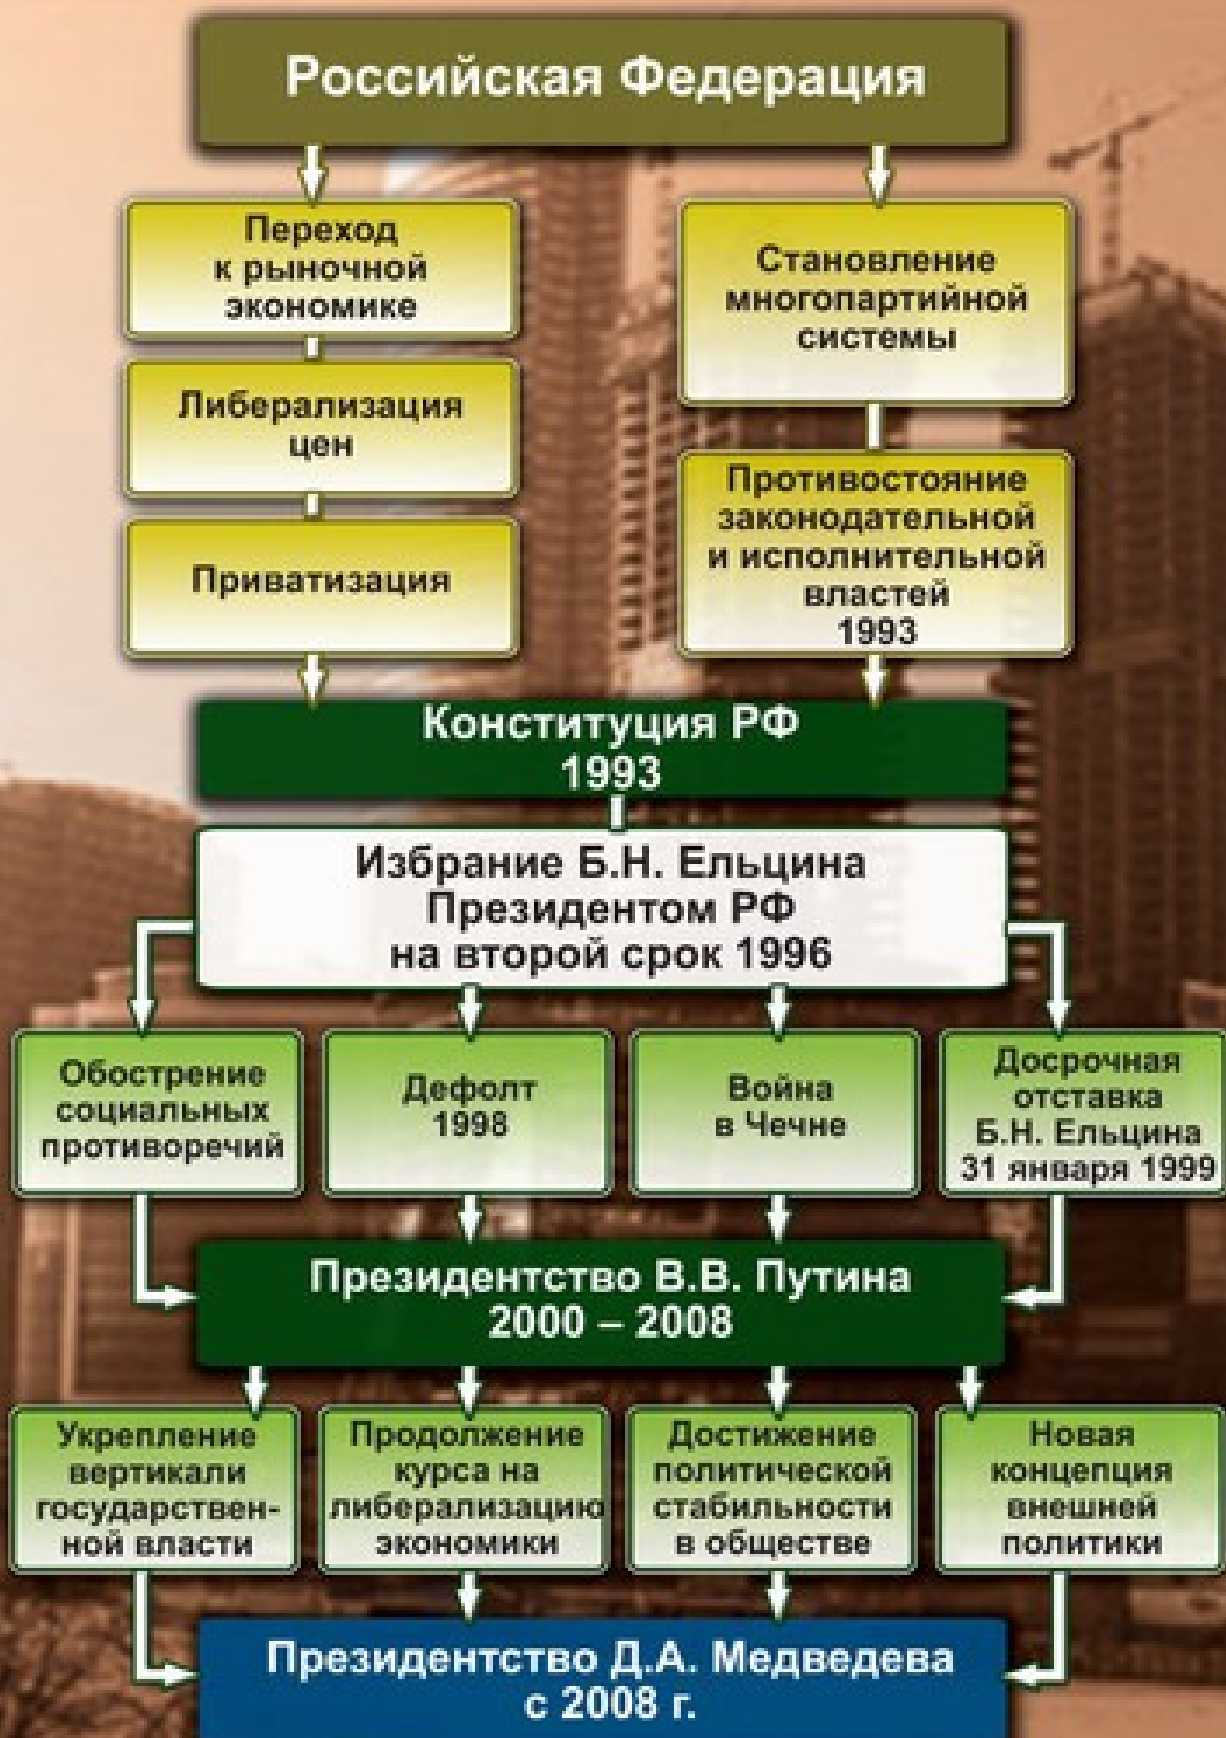 Российская Федерация
Переход
к рыночной
экономике
Либерализация
цен
Приватизация
Становление
многопартийной
системы
Противостояние
законодательной
и исполнительной
властей
1993
Конституция РФ
1993
Избрание Б.Н. Ельцина
Президентом РФ
на второй срок 1996
Обострение
социальных
противоречий
Дефолт
1998
Война
в Чечне
Досрочная
отставка
Б.Н. Ельцина
31 января 1999
Президентство В.В. Путина
2000 – 2008
Укрепление
вертикали
государствен-
ной власти
Продолжение
курса на
либерализацию
экономики
Достижение
политической
стабильности
в обществе
Новая
концепция
внешней
политики
Президентство Д.А. Медведева
с 2008 г.